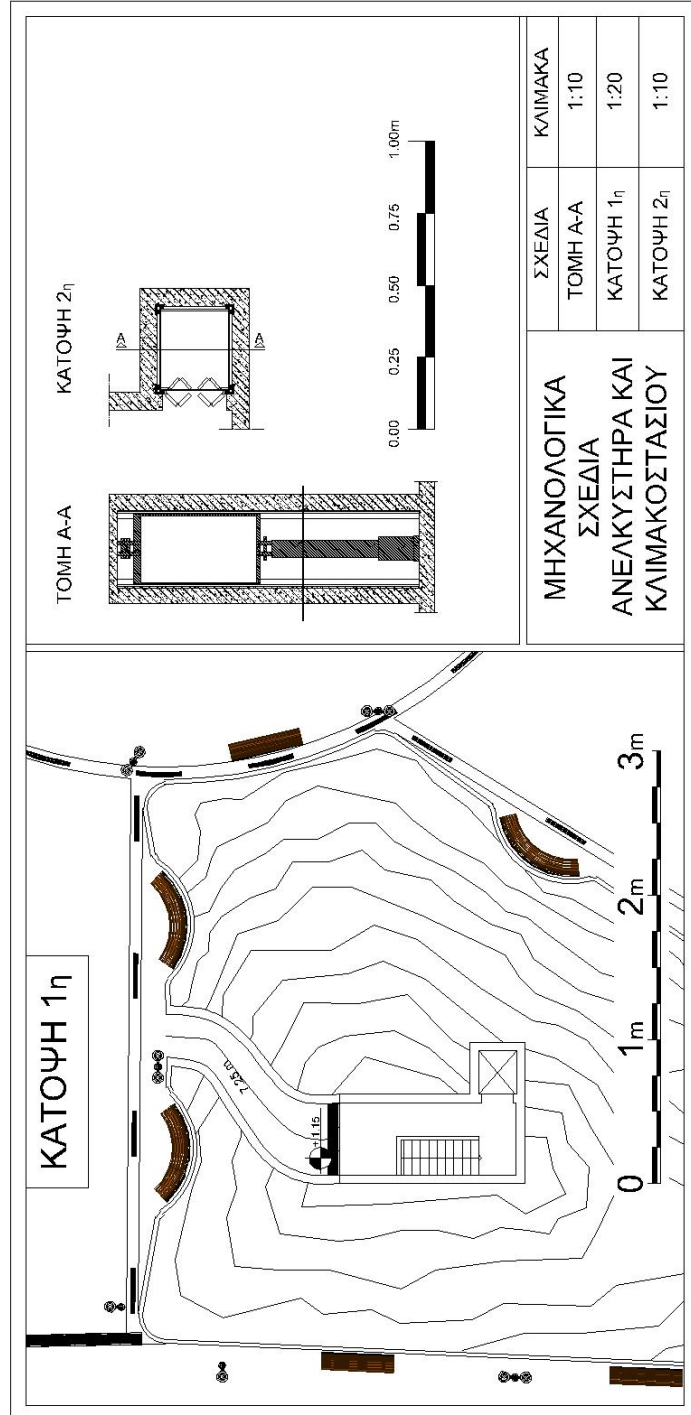 ΚΑΤΟΨΗ 1η
7.25 m
+1.15
0 1m 2m 3m
ΤΟΜΗ Α-Α
ΚΑΤΟΨΗ 2η
A
A
0.00 0.25 0.50 0.75 1.00m
ΜΗΧΑΝΟΛΟΓΙΚΑ
ΣΧΕΔΙΑ
ΑΝΕΛΚΥΣΤΗΡΑ ΚΑΙ
ΚΛΙΜΑΚΟΣΤΑΣΙΟΥ
ΣΧΕΔΙΑ ΚΛΙΜΑΚΑ
ΤΟΜΗ Α-Α 1:10
ΚΑΤΟΨΗ 1η 1:20
ΚΑΤΟΨΗ 2η 1:10